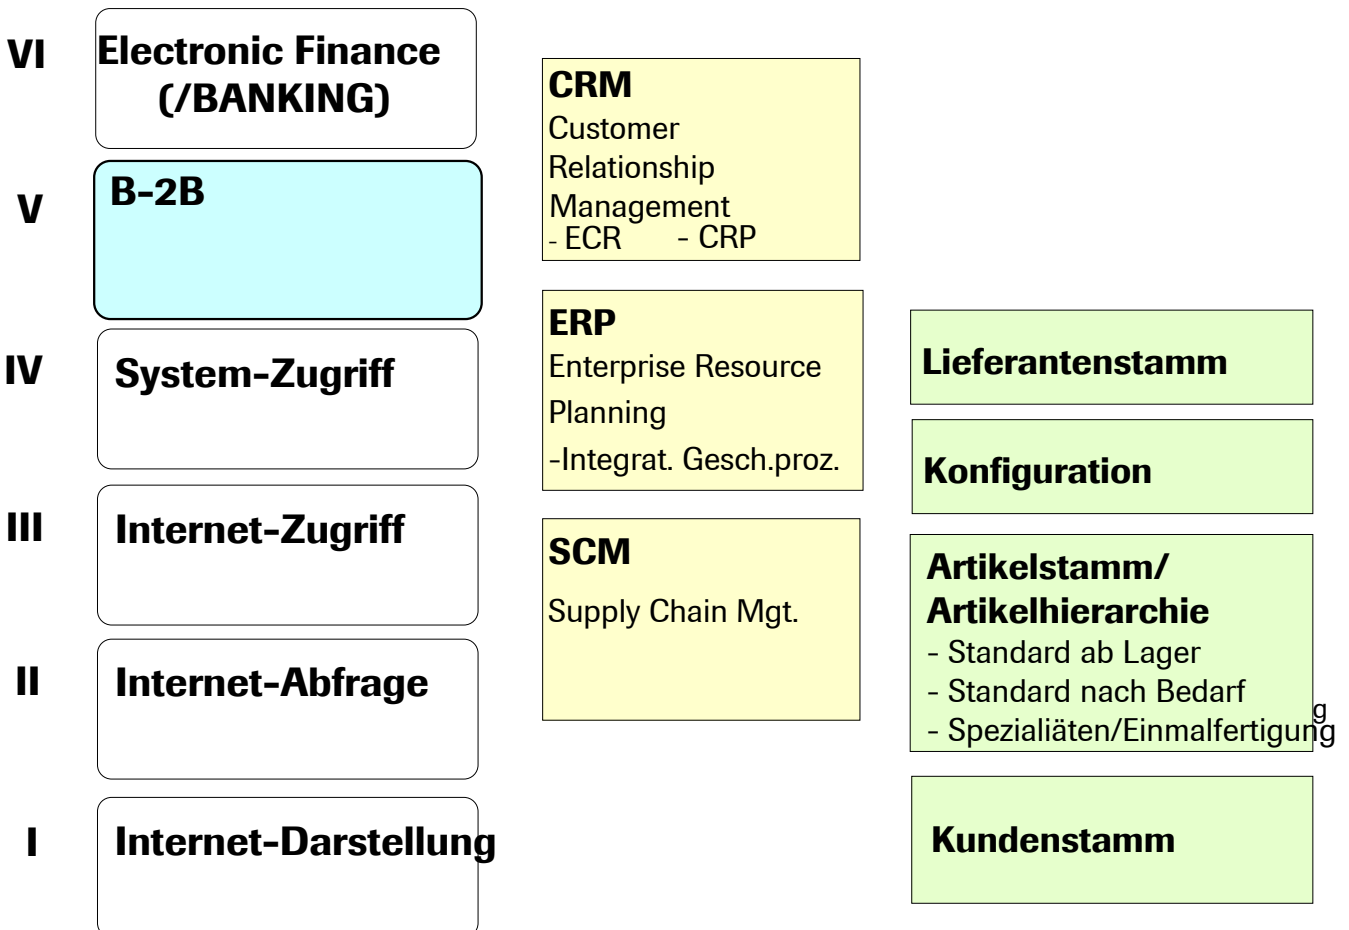 VI
Electronic Finance
(/BANKING)
V
B-2B
IV
System-Zugriff
III
Internet-Zugriff
II
Internet-Abfrage
I
Internet-Darstellung
CRM
Customer
Relationship
Management
- ECR - CRP
ERP
Enterprise Resource
Planning
-Integrat. Gesch.proz.
SCM
Supply Chain Mgt.
Lieferantenstamm
Konfiguration
Artikelstamm/
Artikelhierarchie
- Standard ab Lager
- Standard nach Bedarf
g
- Spezialiäten/Einmalfertigung
Kundenstamm